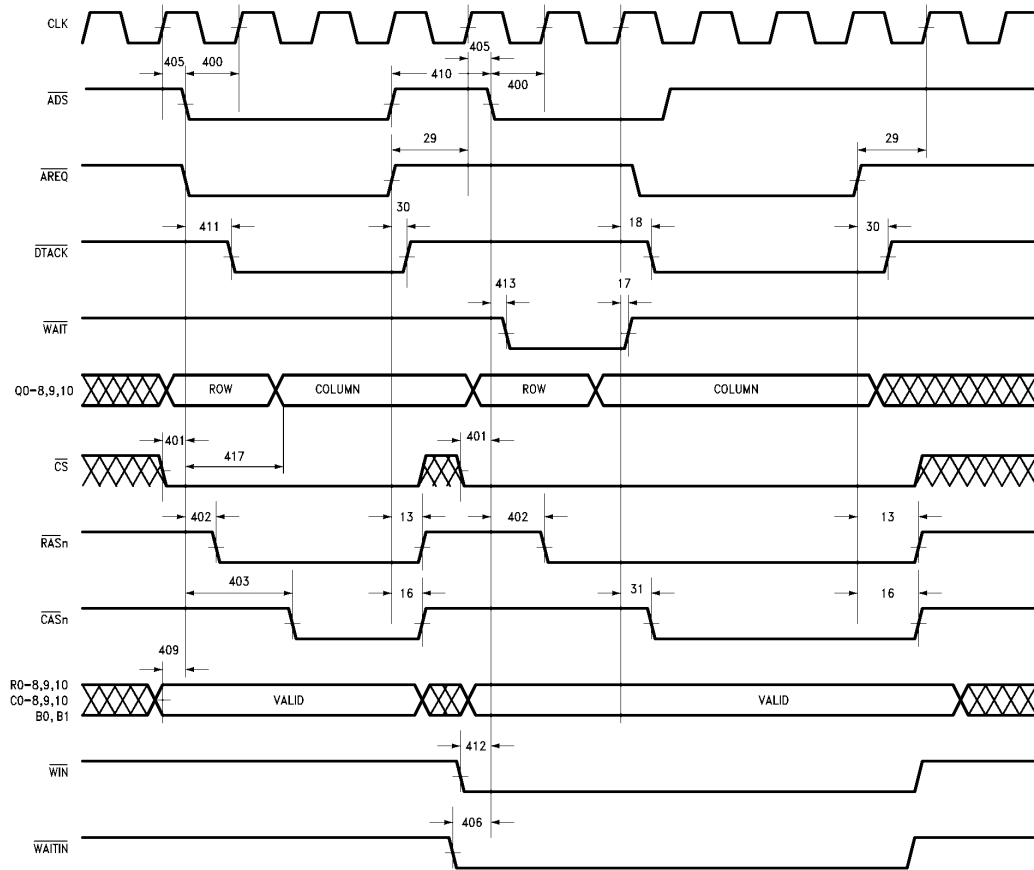 CLK
405
405 400
410
400
ADS
29
29
AREQ
30
411
18
30
DTACK
413
17
WAIT
Q0-8,9,10
ROW
COLUMN
ROW
COLUMN
401
401
CS
417
402
13
402
13
RASn
403
16
31
16
CASn
409
R0-8,9,10
C0-8,9,10
B0, B1
VALID
VALID
412
WIN
406
WAITIN